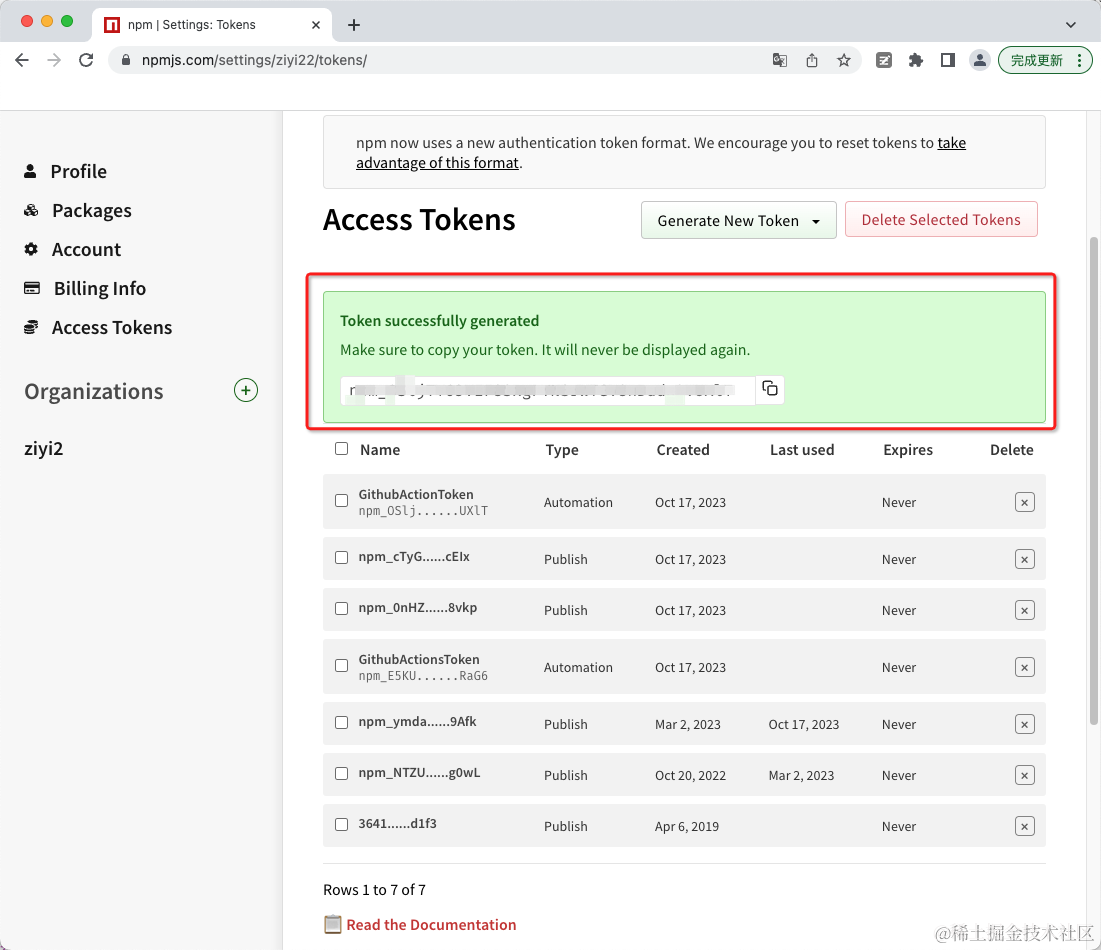 npm | Settings: Tokens
npmjs.com/settings/ziyi22/tokens/
完成更新
npm now uses a new authentication token format. We encourage you to reset tokens to take
advantage of this format.
Profile
Packages
Account
Billing Info
Access Tokens
Organizations
ziyi2
Access Tokens
Generate New Token
Delete Selected Tokens
Token successfully generated
Make sure to copy your token. It will never be displayed again.
Name Type Created Last used Expires Delete
GithubActionToken
npm_OSlj......UXlT Automation Oct 17, 2023 Never
npm_cTyG......cEIx Publish Oct 17, 2023 Never
npm_0nHZ......8vkp Publish Oct 17, 2023 Never
GithubActionsToken
npm_E5KU......RaG6 Automation Oct 17, 2023 Never
npm_ymda......9Afk Publish Mar 2, 2023 Oct 17, 2023 Never
npm_NTZU......g0wL Publish Oct 20, 2022 Mar 2, 2023 Never
3641......d1f3 Publish Apr 6, 2019 Never
Rows 1 to 7 of 7
Read the Documentation
@稀土掘金技术社区